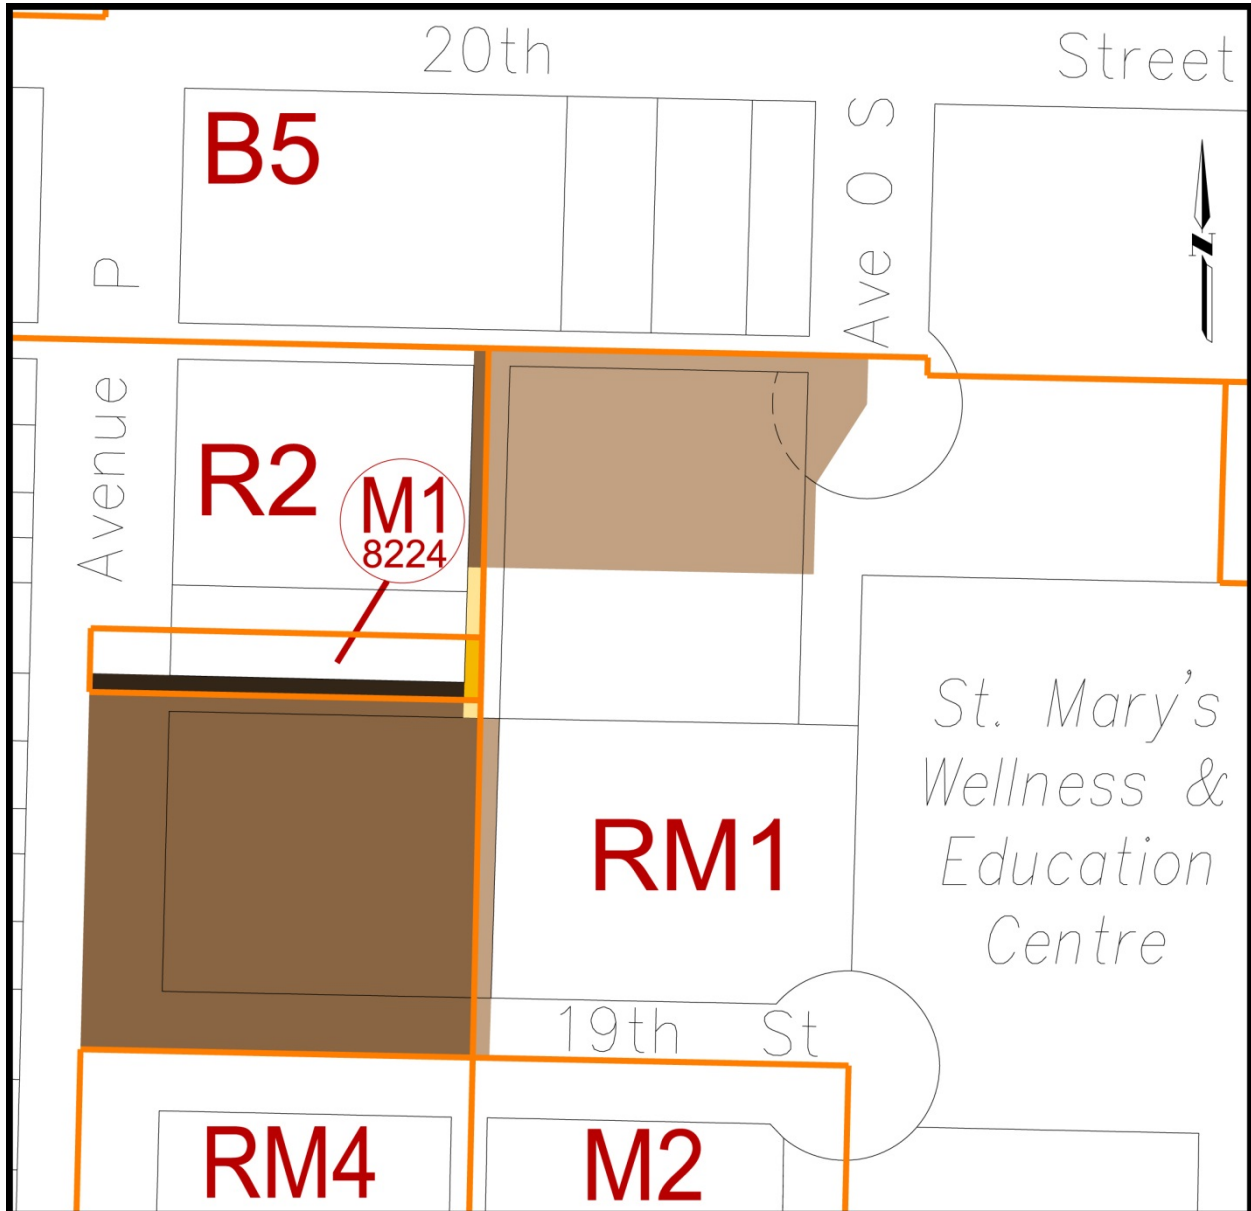 20th Street
B5
Ave O S
N
Avenue P
R2
M1
8224
St. Mary's
Wellness &
Education
Centre
RM1
19th St
RM4
M2